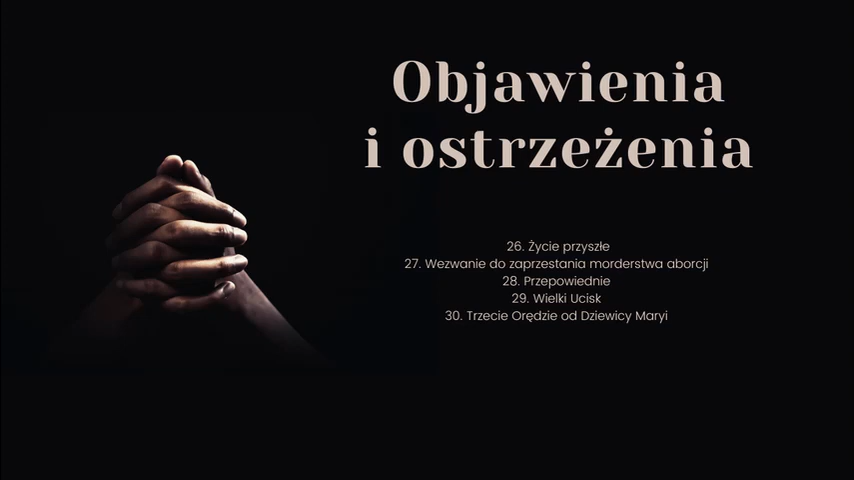 Objawienia
i ostrzeżenia
26. Życie przyszłe
27. Wezwanie do zaprzestania morderstwa aborcji
28. Przepowiednie
29. Wielki Ucisk
30. Trzecie Orędzie od Dziewicy Maryi